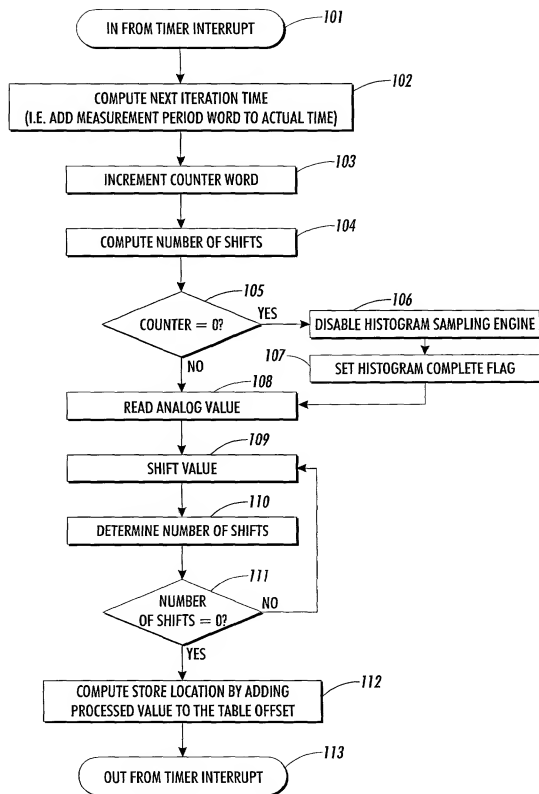 IN FROM TIMER INTERRUPT
101
COMPUTE NEXT ITERATION TIME
(I.E. ADD MEASUREMENT PERIOD WORD TO ACTUAL TIME)
102
INCREMENT COUNTER WORD
103
COMPUTE NUMBER OF SHIFTS
104
COUNTER = 0?
105
YES
NO
DISABLE HISTOGRAM SAMPLING ENGINE
106
SET HISTOGRAM COMPLETE FLAG
107
READ ANALOG VALUE
108
SHIFT VALUE
109
DETERMINE NUMBER OF SHIFTS
110
NUMBER
OF SHIFTS = 0?
111
NO
YES
COMPUTE STORE LOCATION BY ADDING
PROCESSED VALUE TO THE TABLE OFFSET
112
OUT FROM TIMER INTERRUPT
113